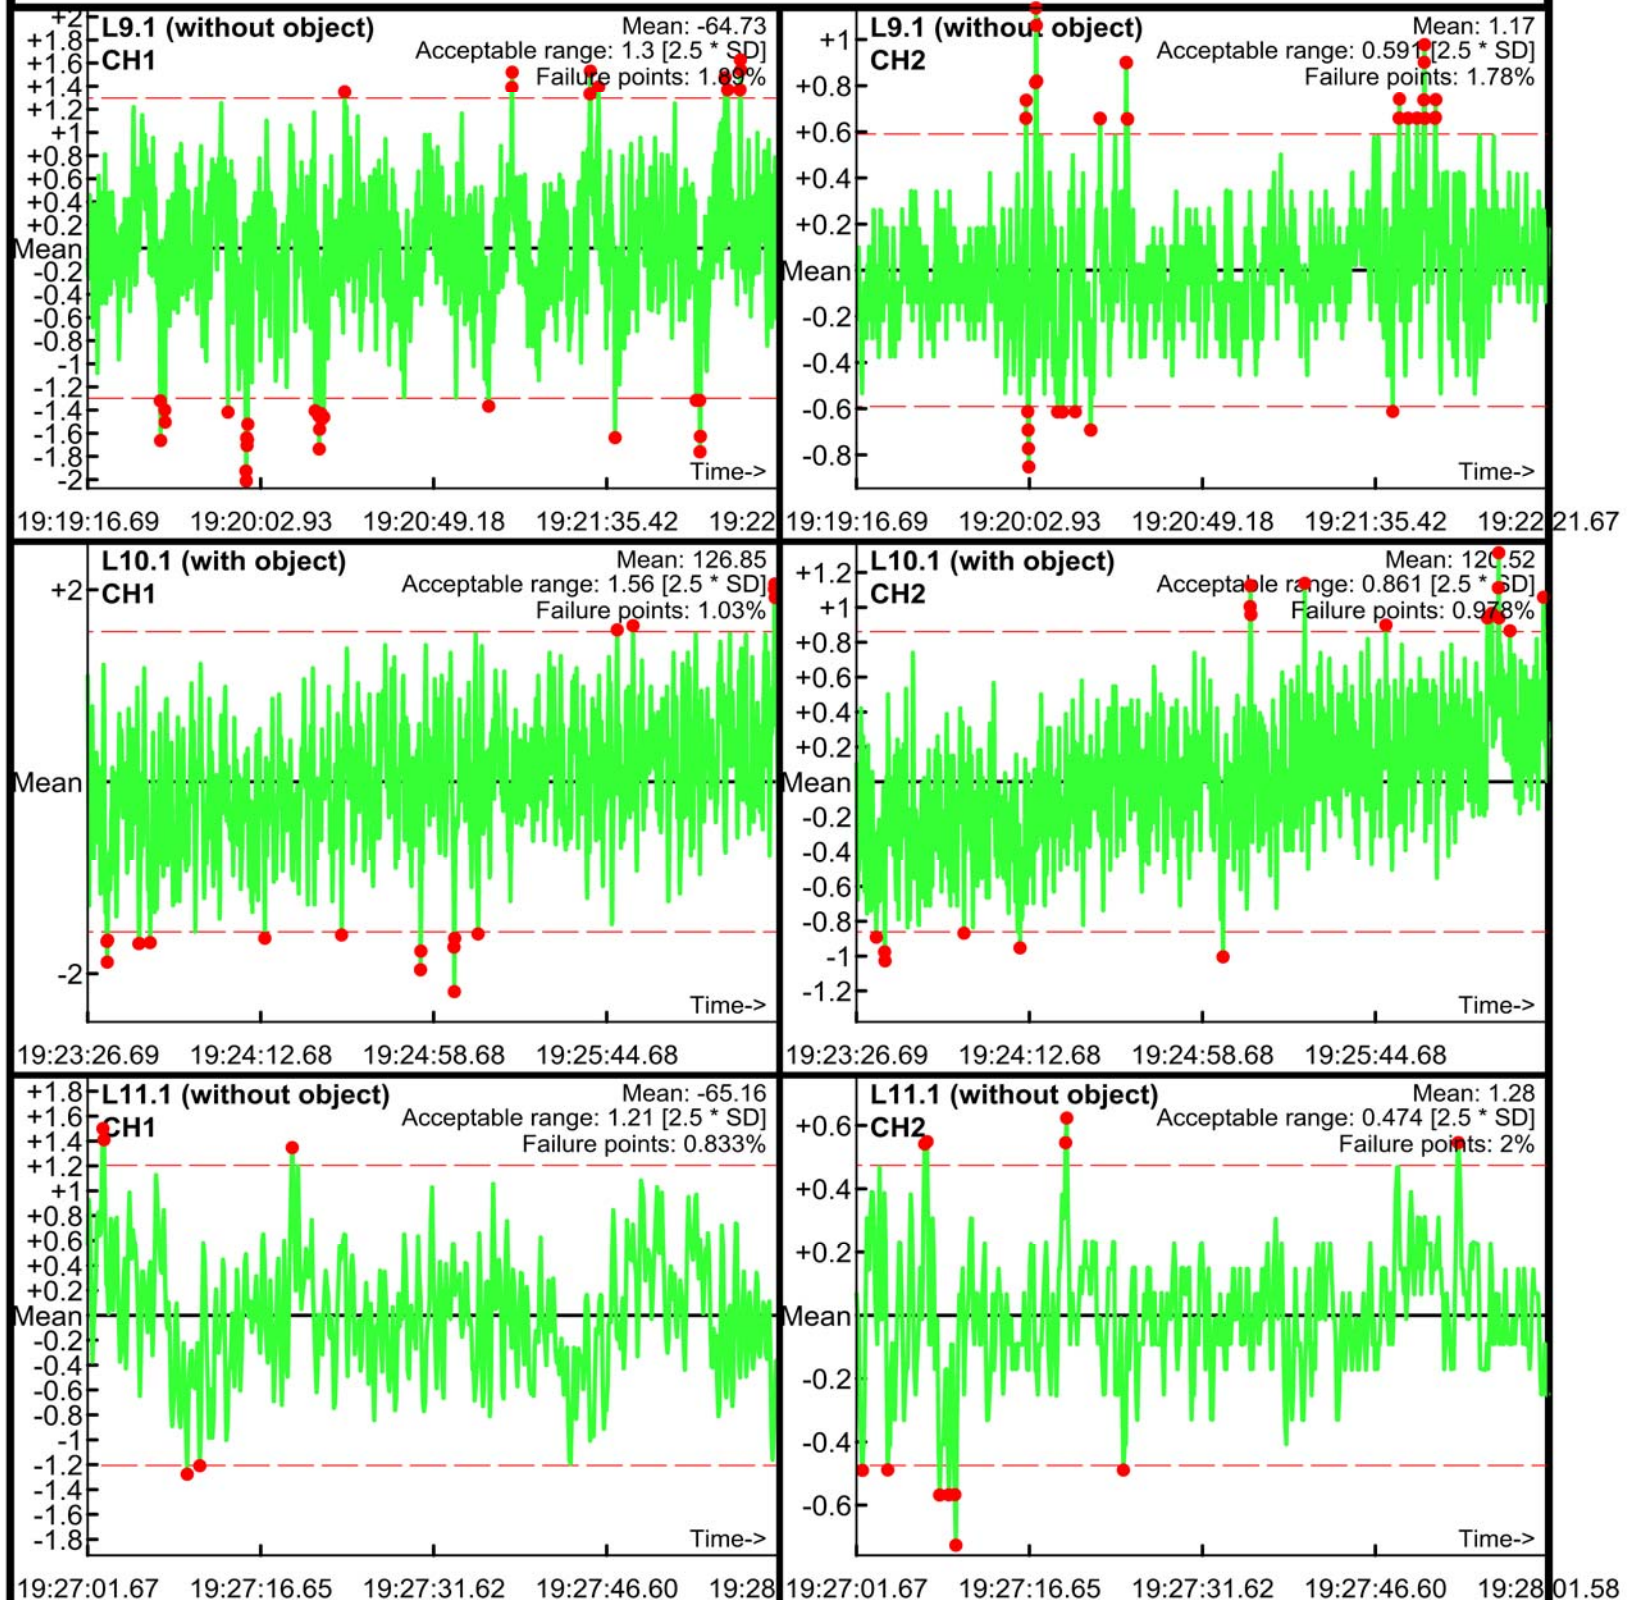 L9.1 (without object)
CH1
Mean: -64.73
Acceptable range: 1.3 [2.5 * SD]
Failure points: 1.89%
+2
+1.8
+1.6
+1.4
+1.2
+1
+0.8
+0.6
+0.4
+0.2
Mean
-0.2
-0.4
-0.6
-0.8
-1
-1.2
-1.4
-1.6
-1.8
-2
Time->
19:19:16.69 19:20:02.93 19:20:49.18 19:21:35.42 19:22
L9.1 (without object)
CH2
Mean: 1.17
Acceptable range: 0.591 [2.5 * SD]
Failure points: 1.78%
+1
+0.8
+0.6
+0.4
+0.2
Mean
-0.2
-0.4
-0.6
-0.8
Time->
19:19:16.69 19:20:02.93 19:20:49.18 19:21:35.42 19:22:21.67
L10.1 (with object)
CH1
Mean: 126.85
Acceptable range: 1.56 [2.5 * SD]
Failure points: 1.03%
+2
Mean
-2
Time->
19:23:26.69 19:24:12.68 19:24:58.68 19:25:44.68
L10.1 (with object)
CH2
Mean: 120.52
Acceptable range: 0.861 [2.5 * SD]
Failure points: 0.978%
+1.2
+1
+0.8
+0.6
+0.4
+0.2
Mean
-0.2
-0.4
-0.6
-0.8
-1
-1.2
Time->
19:23:26.69 19:24:12.68 19:24:58.68 19:25:44.68
L11.1 (without object)
CH1
Mean: -65.16
Acceptable range: 1.21 [2.5 * SD]
Failure points: 0.833%
+1.8
+1.6
+1.4
+1.2
+1
+0.8
+0.6
+0.4
+0.2
Mean
-0.2
-0.4
-0.6
-0.8
-1
-1.2
-1.4
-1.6
-1.8
Time->
19:27:01.67 19:27:16.65 19:27:31.62 19:27:46.60 19:28
L11.1 (without object)
CH2
Mean: 1.28
Acceptable range: 0.474 [2.5 * SD]
Failure points: 2%
+0.6
+0.4
+0.2
Mean
-0.2
-0.4
-0.6
Time->
19:27:01.67 19:27:16.65 19:27:31.62 19:27:46.60 19:28:01.58